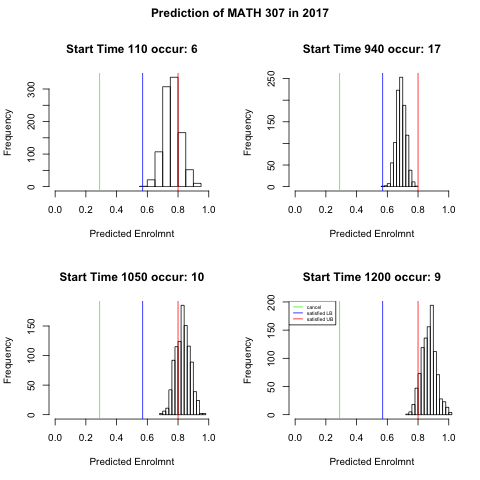 Prediction of MATH 307 in 2017
Start Time 110 occur: 6
Frequency
0 100 200 300
0.0 0.2 0.4 0.6 0.8 1.0
Predicted Enrolmnt
Start Time 940 occur: 17
Frequency
0 50 150 250
0.0 0.2 0.4 0.6 0.8 1.0
Predicted Enrolmnt
Start Time 1050 occur: 10
Frequency
0 50 100 150
0.0 0.2 0.4 0.6 0.8 1.0
Predicted Enrolmnt
Start Time 1200 occur: 9
cancel
satisfied LB
satisfied UB
Frequency
0 50 100 150 200
0.0 0.2 0.4 0.6 0.8 1.0
Predicted Enrolmnt